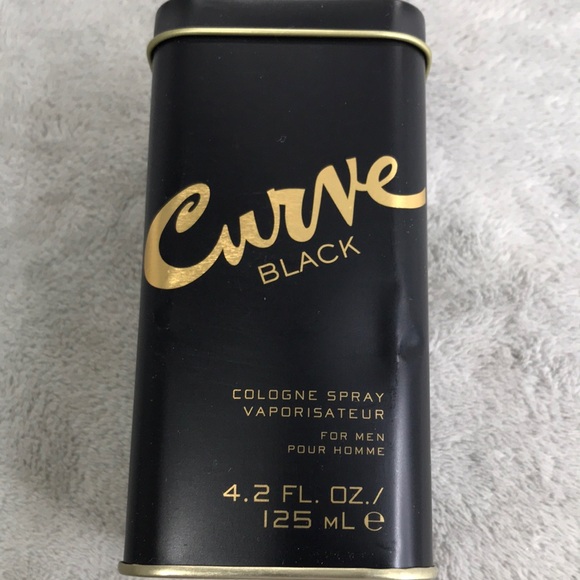 Curve
BLACK
COLOGNE SPRAY
VAPORISATEUR
FOR MEN
POUR HOMME
4.2 FL. OZ./
125 mL ℮